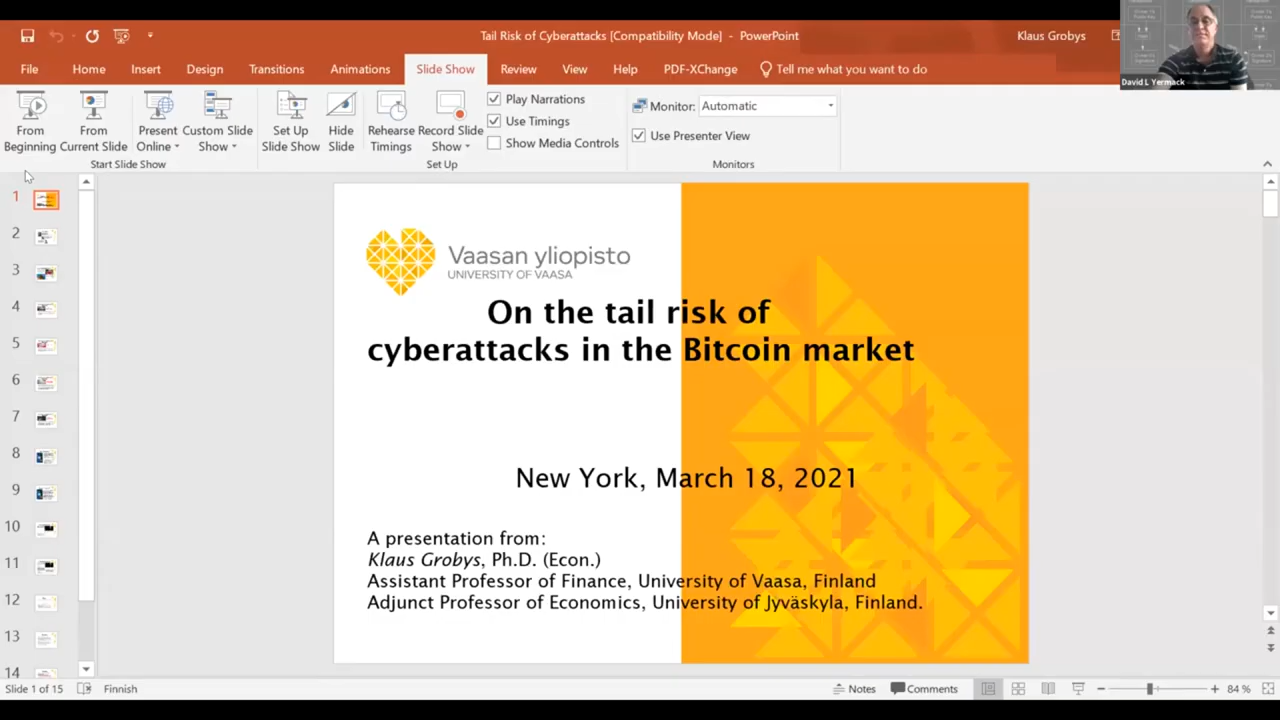 Tail Risk of Cyberattacks [Compatibility Mode] - PowerPoint
Klaus Grobys
David L Yermack
File Home Insert Design Transitions Animations Slide Show Review View Help PDF-XChange Tell me what you want to do
From Beginning
From Current Slide
Present Online
Custom Slide Show
Start Slide Show
Set Up Slide Show
Hide Slide
Rehearse Timings
Record Slide Show
Play Narrations
Use Timings
Show Media Controls
Set Up
Monitor: Automatic
Use Presenter View
Monitors
1
2
3
4
5
6
7
8
9
10
11
12
13
14
Vaasan yliopisto
UNIVERSITY OF VAASA
On the tail risk of
cyberattacks in the Bitcoin market
New York, March 18, 2021
A presentation from:
Klaus Grobys, Ph.D. (Econ.)
Assistant Professor of Finance, University of Vaasa, Finland
Adjunct Professor of Economics, University of Jyväskyla, Finland.
Slide 1 of 15 Finnish Notes Comments 84 %